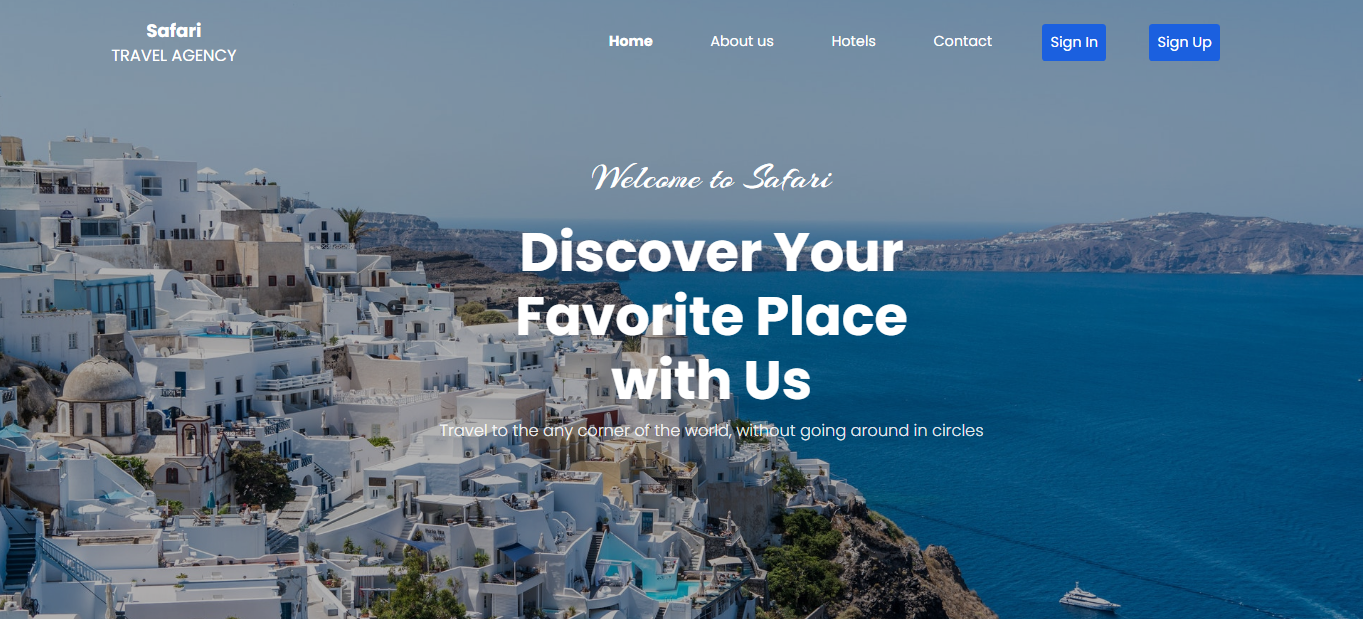 Safari
TRAVEL AGENCY
Home
About us
Hotels
Contact
Sign In
Sign Up
Welcome to Safari
Discover Your
Favorite Place
with Us
Travel to the any corner of the world, without going around in circles